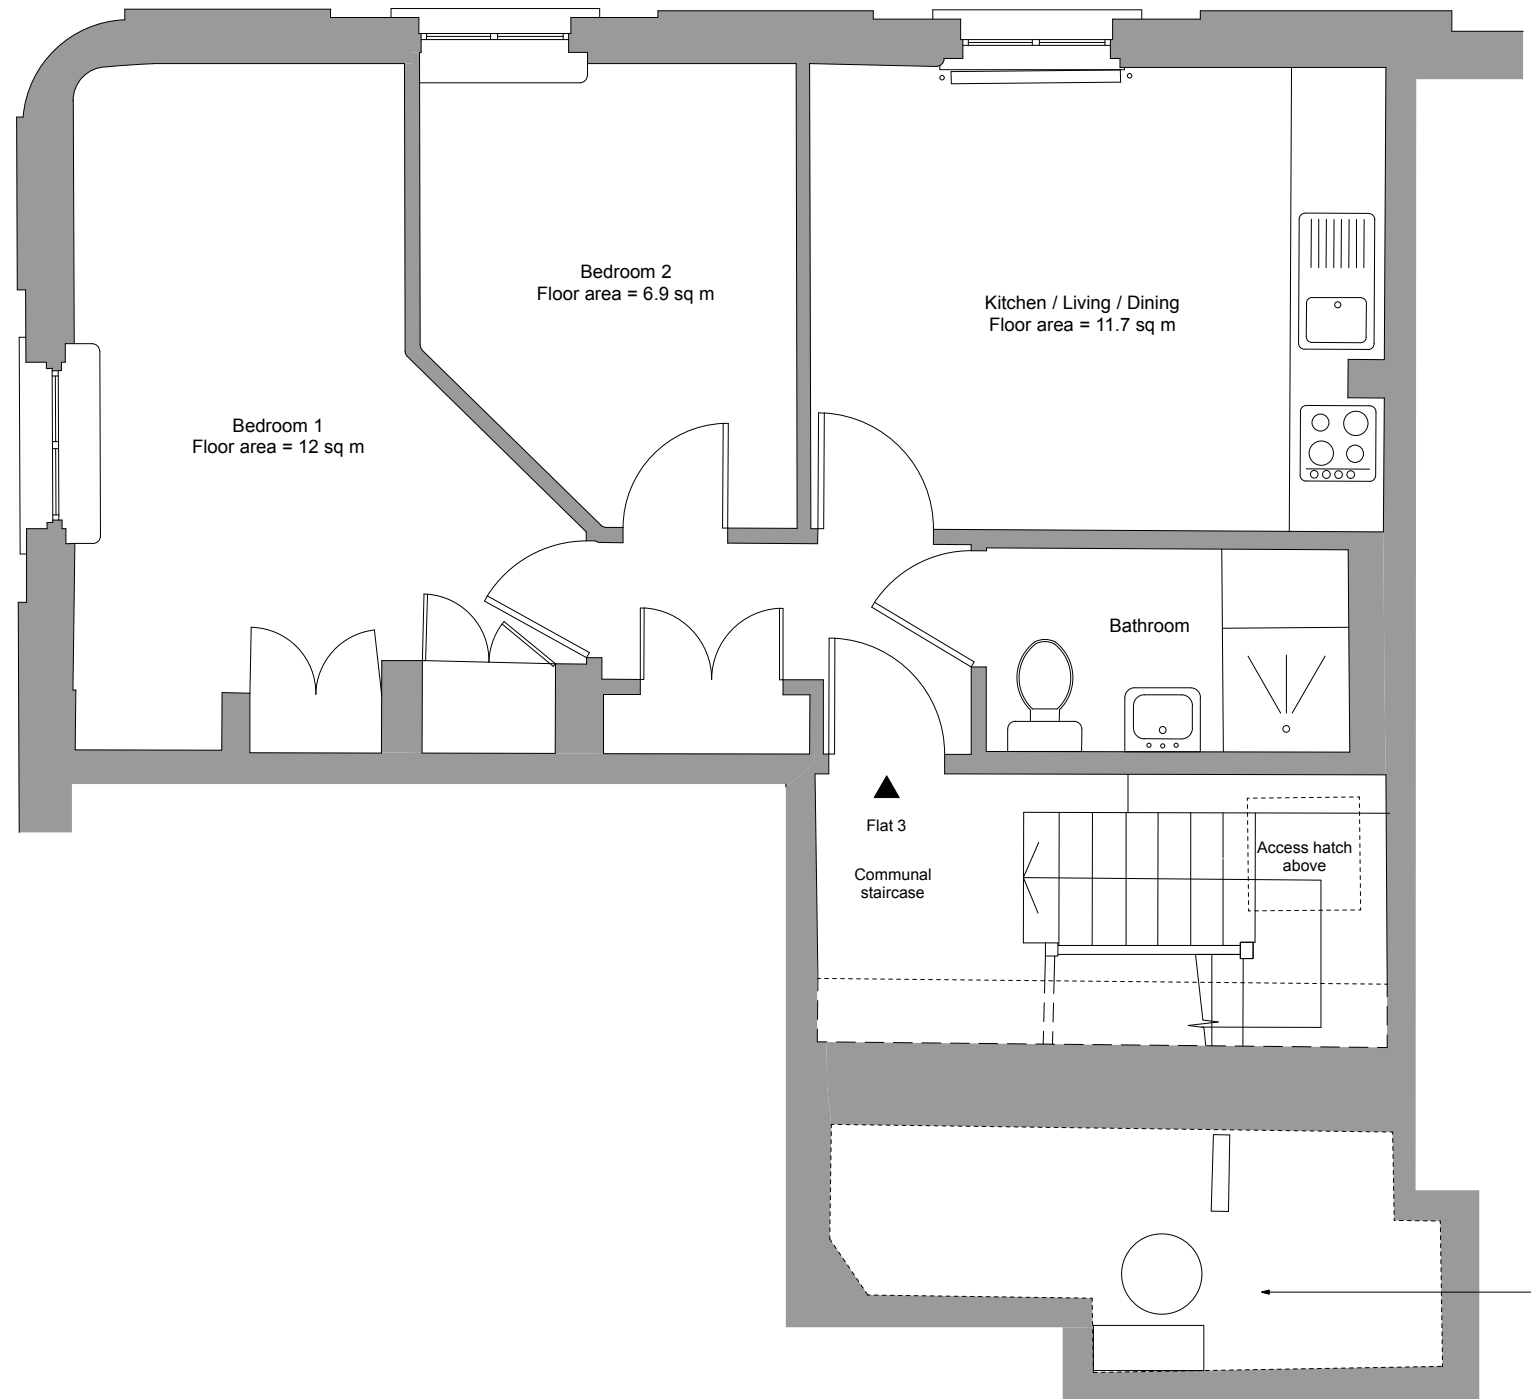 Bedroom 2
Floor area = 6.9 sq m
Kitchen / Living / Dining
Floor area = 11.7 sq m
Bedroom 1
Floor area = 12 sq m
Bathroom
Flat 3
Communal
staircase
Access hatch
above